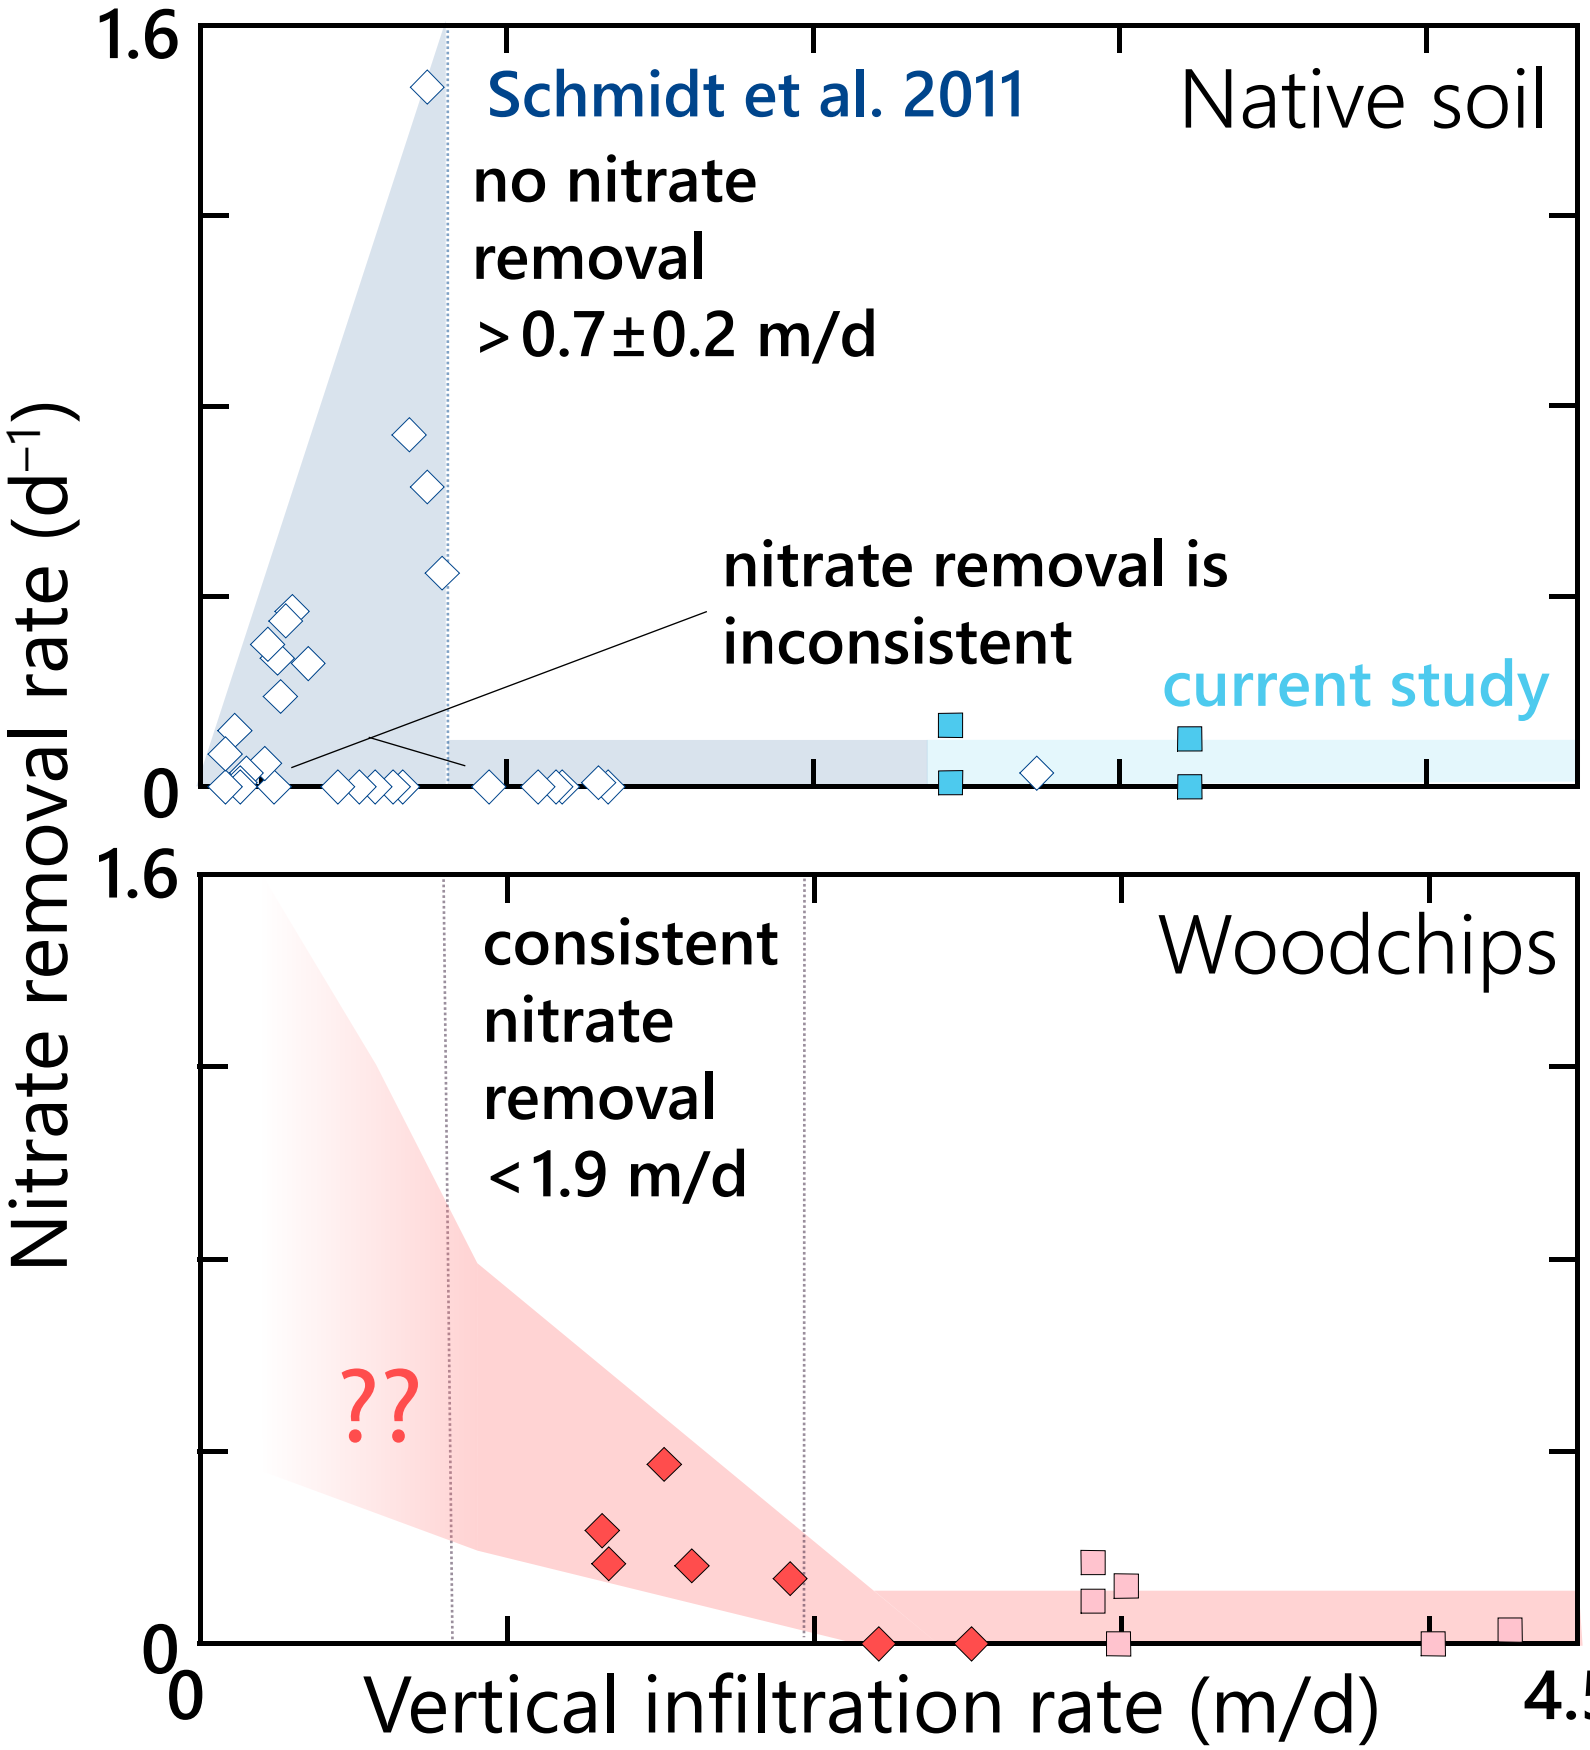 Nitrate removal rate (d⁻¹)
1.6
Schmidt et al. 2011
Native soil
no nitrate
removal
>0.7±0.2 m/d
nitrate removal is
inconsistent
current study
0
1.6
consistent
nitrate
removal
<1.9 m/d
Woodchips
??
0
0
Vertical infiltration rate (m/d)
4.5